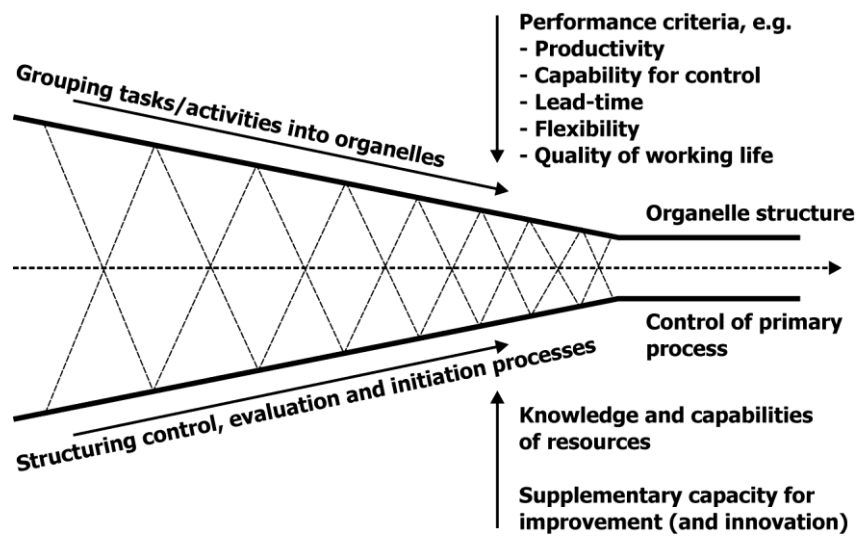 Performance criteria, e.g.
- Productivity
- Capability for control
- Lead-time
- Flexibility
- Quality of working life
Grouping tasks/activities into organelles
Organelle structure
Control of primary
process
Structuring control, evaluation and initiation processes
Knowledge and capabilities
of resources
Supplementary capacity for
improvement (and innovation)